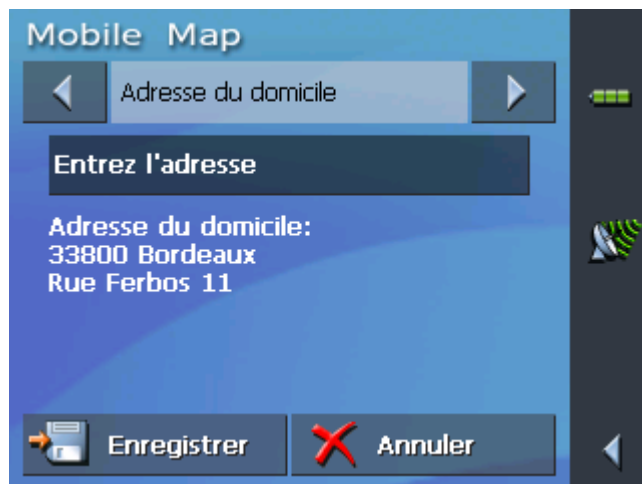 Mobile Map
Adresse du domicile
Entrez l'adresse
Adresse du domicile:
33800 Bordeaux
Rue Ferbos 11
Enregistrer
Annuler